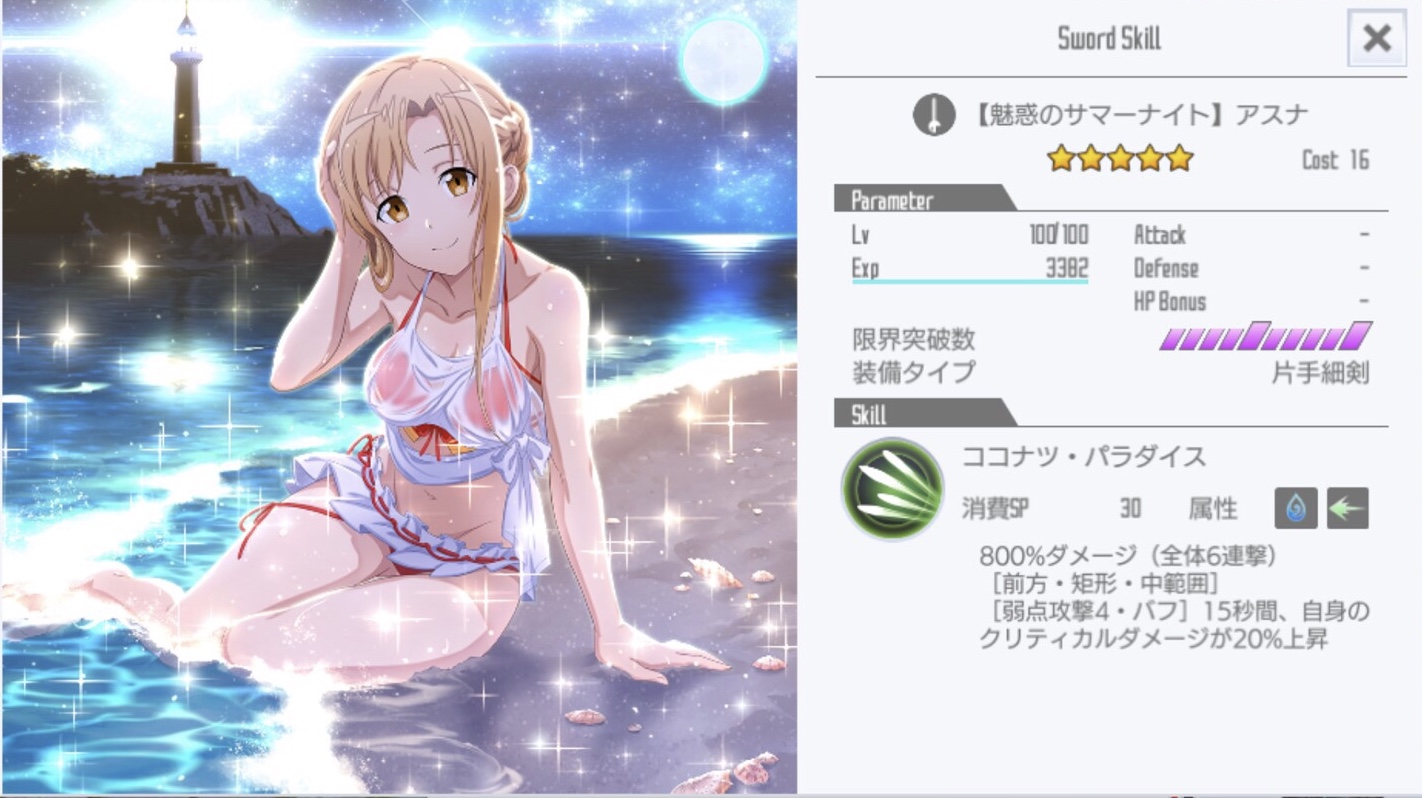 Sword Skill
【魅惑のサマーナイト】アスナ
Cost 16
Parameter
Lv 100/100
Attack -
Exp 3382
Defense -
HP Bonus -
限界突破数
装備タイプ 片手細剣
Skill
ココナツ・パラダイス
消費SP 30 属性
800%ダメージ（全体6連撃）
［前方・矩形・中範囲］
［弱点攻撃4・バフ］15秒間、自身の
クリティカルダメージが20%上昇